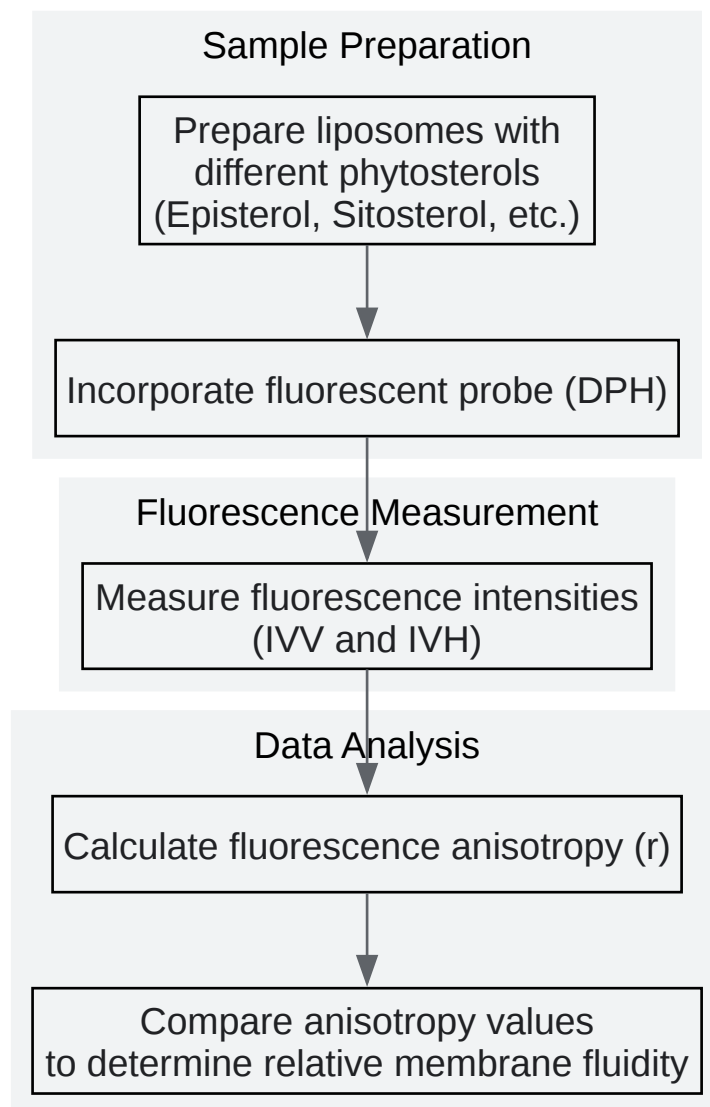 Sample Preparation
Prepare liposomes with
different phytosterols
(Episterol, Sitosterol, etc.)
Incorporate fluorescent probe (DPH)
Fluorescence Measurement
Measure fluorescence intensities
(IVV and IVH)
Data Analysis
Calculate fluorescence anisotropy (r)
Compare anisotropy values
to determine relative membrane fluidity